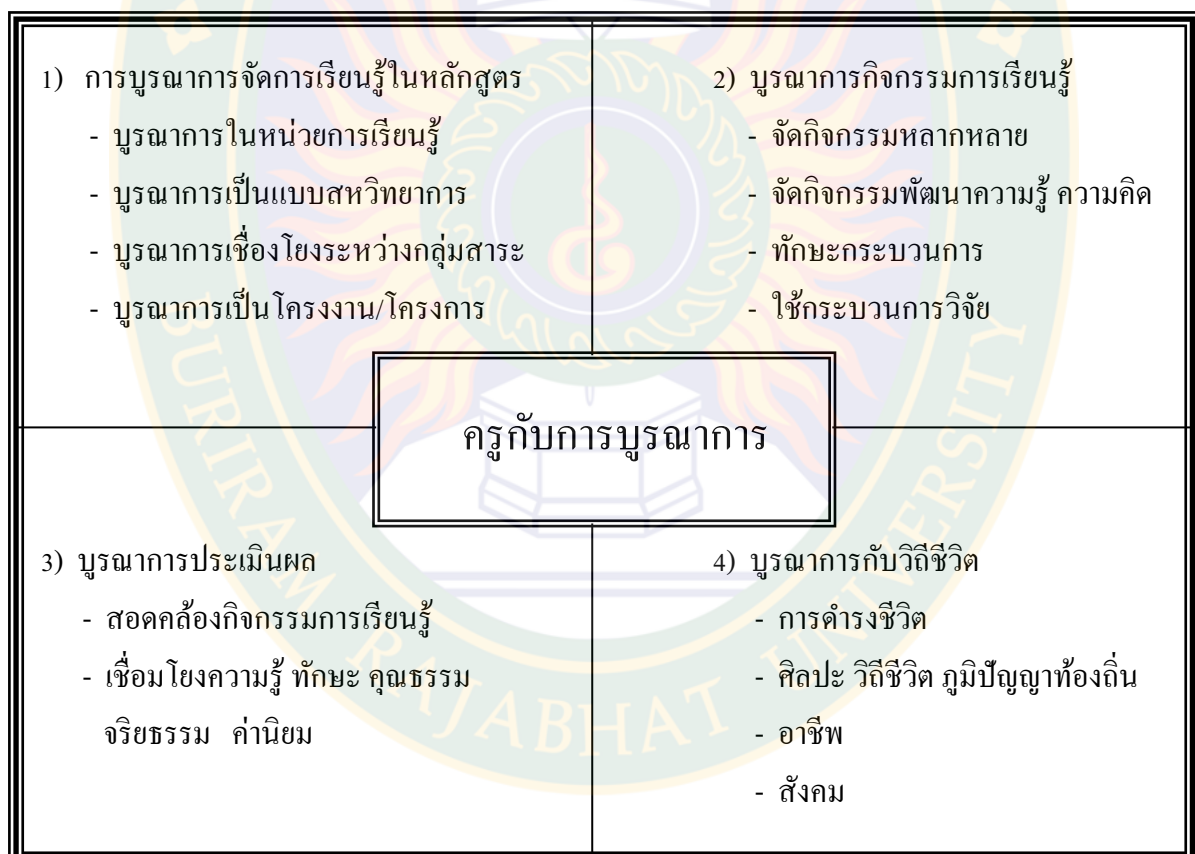 1) การบูรณาการจัดการเรียนรู้ในหลักสูตร
- บูรณาการในหน่วยการเรียนรู้
- บูรณาการเป็นแบบสหวิทยาการ
- บูรณาการเชื่องโยงระหว่างกลุ่มสาระ
- บูรณาการเป็นโครงงาน/โครงการ
2) บูรณาการกิจกรรมการเรียนรู้
- จัดกิจกรรมหลากหลาย
- จัดกิจกรรมพัฒนาความรู้ ความคิด
- ทักษะกระบวนการ
- ใช้กระบวนการวิจัย
ครูกับการบูรณาการ
3) บูรณาการประเมินผล
- สอดคล้องกิจกรรมการเรียนรู้
- เชื่อมโยงความรู้ ทักษะ คุณธรรม
จริยธรรม ค่านิยม
4) บูรณาการกับวิถีชีวิต
- การดำรงชีวิต
- ศิลปะ วิถีชีวิต ภูมิปัญญาท้องถิ่น
- อาชีพ
- สังคม
BURIRAM RAJABHAT UNIVERSITY